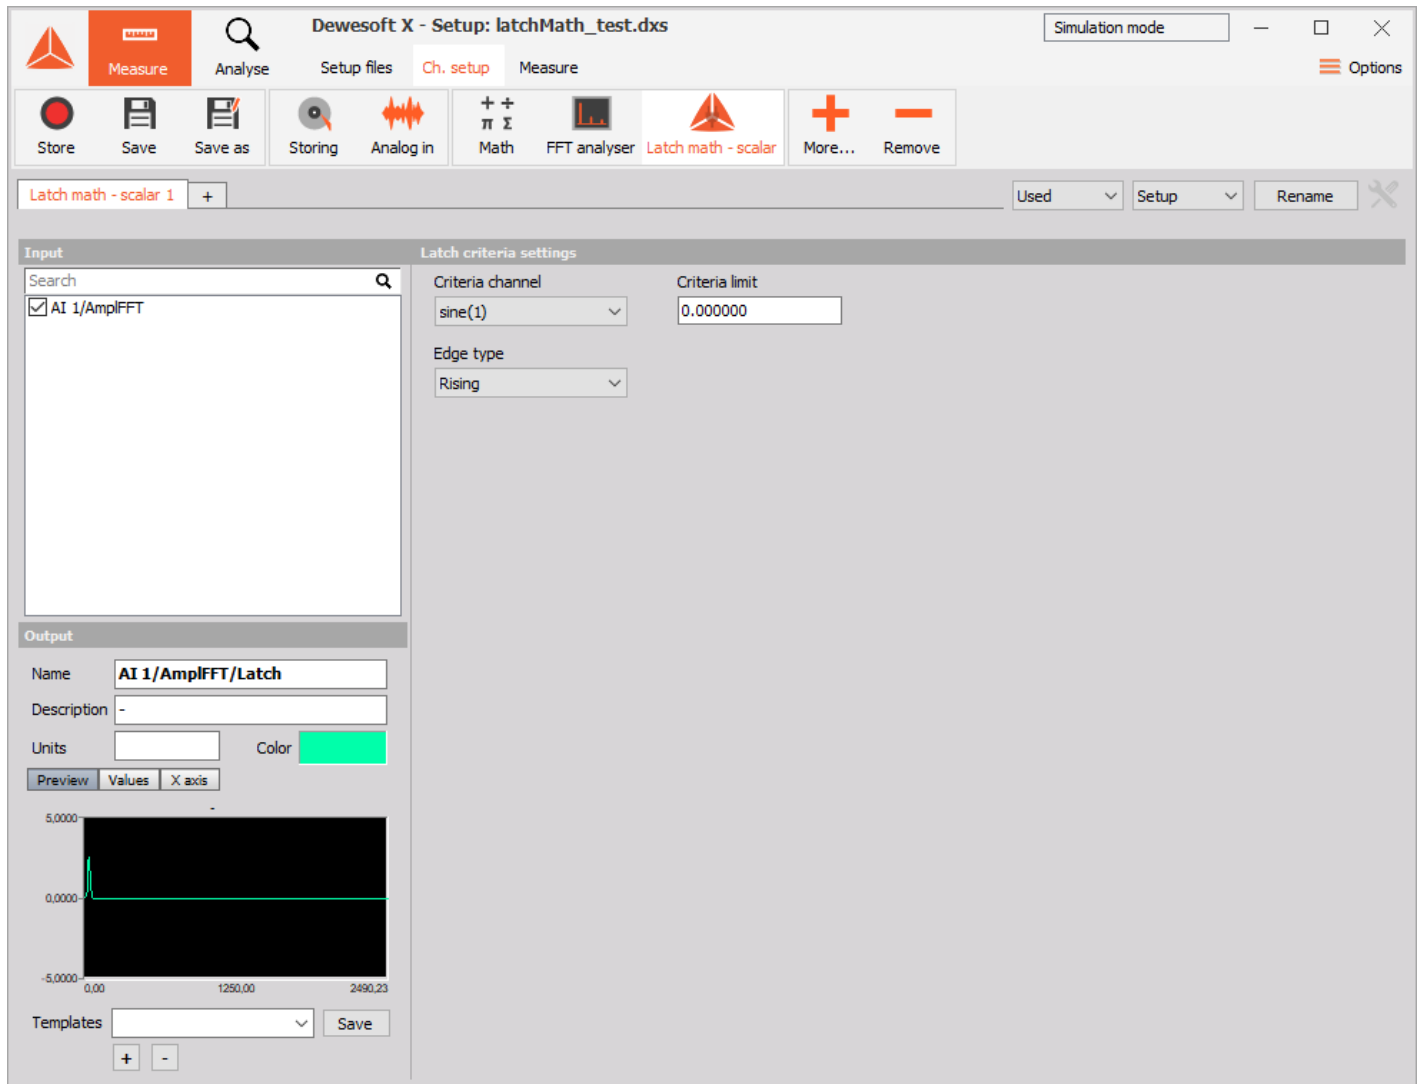 Dewesoft X - Setup: latchMath_test.dxs
Simulation mode
Measure
Analyse
Setup files
Ch. setup
Measure
Options
Store
Save
Save as
Storing
Analog in
Math
FFT analyser
Latch math - scalar
More...
Remove
Latch math - scalar 1
+
Used
Setup
Rename
Input
Latch criteria settings
Search
AI 1/AmplFFT
Criteria channel
Criteria limit
sine(1)
0.000000
Edge type
Rising
Output
Name
AI 1/AmplFFT/Latch
Description
-
Units
Color
Preview
Values
X axis
-
5,0000
0,0000
-5,0000
0,00
1250,00
2490,23
Templates
Save
+
-